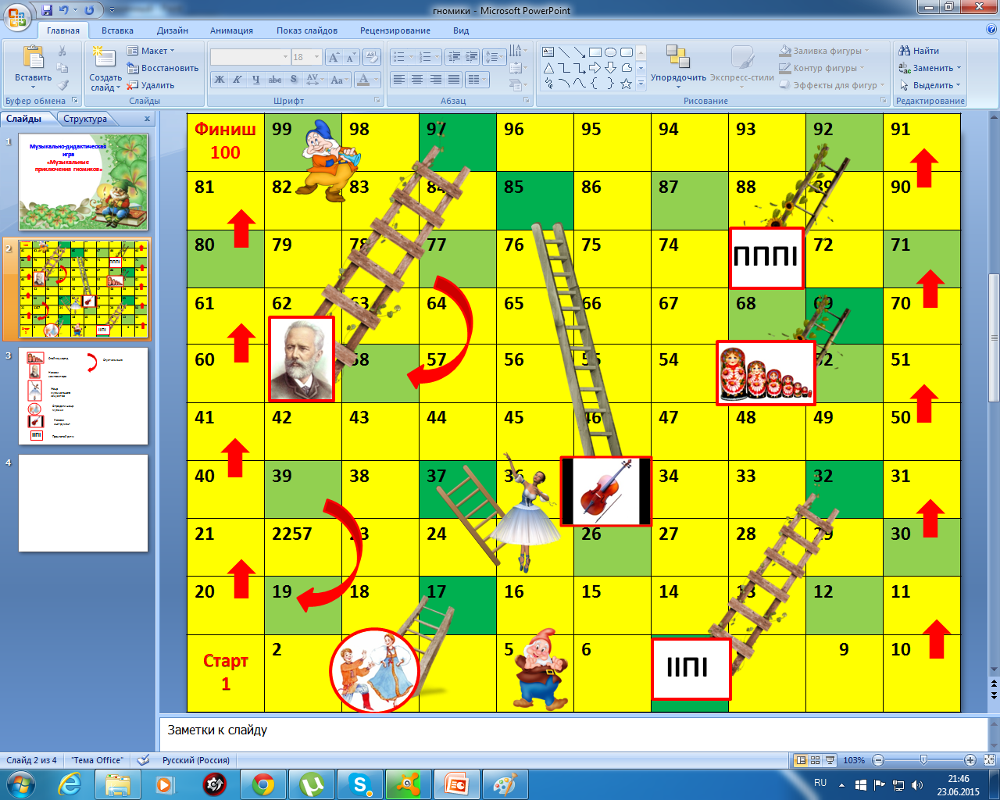 гномики - Microsoft PowerPoint
Главная Вставка Дизайн Анимация Показ слайдов Рецензирование Вид
Вставить
Создать слайд
Макет
Восстановить
Удалить
18
Ж К Ч abc S AV Aa А
Упорядочить
Экспресс-стили
Заливка фигуры
Контур фигуры
Эффекты для фигур
Найти
Заменить
Выделить
Буфер обмена Слайды Шрифт Абзац Рисование Редактирование
Слайды Структура
1
Музыкально-дидактическая
игра
«Музыкальные
приключения гномиков»
2
3
4
Финиш
100
99 98 97 96 95 94 93 92 91
81 82 83 84 85 86 87 88 89 90
80 79 78 77 76 75 74 72 71
61 62 63 64 65 66 67 68 69 70
60 58 57 56 55 54 52 51
41 42 43 44 45 46 47 48 49 50
40 39 38 37 36 34 33 32 31
21 2257 23 24 26 27 28 29 30
20 19 18 17 16 15 14 13 12 11
Старт
1
2 5 6 9 10
Заметки к слайду
Слайд 2 из 4 "Тема Office" Русский (Россия) 103%
RU 21:46
23.06.2015